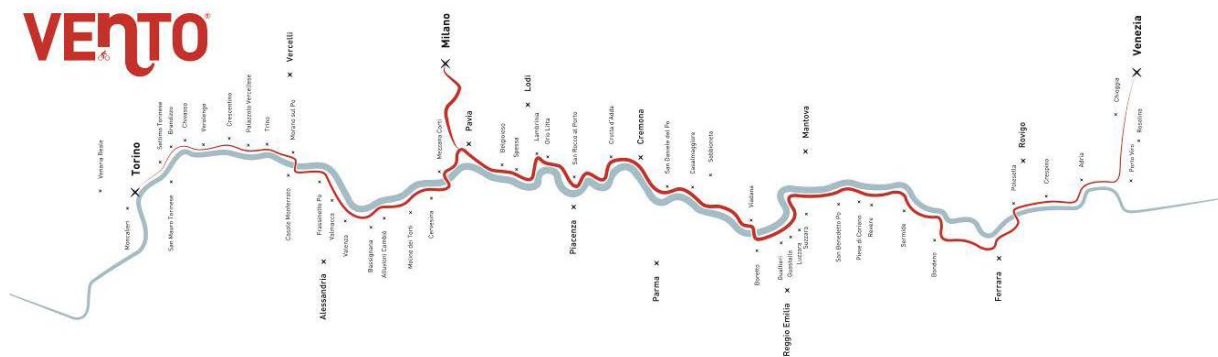 VENTO®
Venaria Reale
Moncalieri
Torino
Settimo Torinese
Brandizzo
San Mauro Torinese
Chivasso
Verolengo
Crescentino
Palazzolo Vercellese
Trino
Vercelli
Morano sul Po
Casale Monferrato
Frassineto Po
Alessandria
Valmacca
Valenza
Bassignana
Alluvioni Cambiò
Molino dei Torti
Cervesina
Mezzana Corti
Milano
Pavia
Belgioioso
Spessa
Lodi
Lambrinia
Orio Litta
San Rocco al Porto
Piacenza
Crotta d'Adda
Cremona
Parma
San Daniele del Po
Casalmaggiore
Sabbioneta
Viadana
Boretto
Gualtieri
Reggio Emilia
Guastalla
Luzzara
Suzzara
Mantova
San Benedetto Po
Pieve di Coriano
Revere
Sermide
Bondeno
Ferrara
Polesella
Rovigo
Crespino
Adria
Chioggia
Porto Viro
Rosolina
Venezia